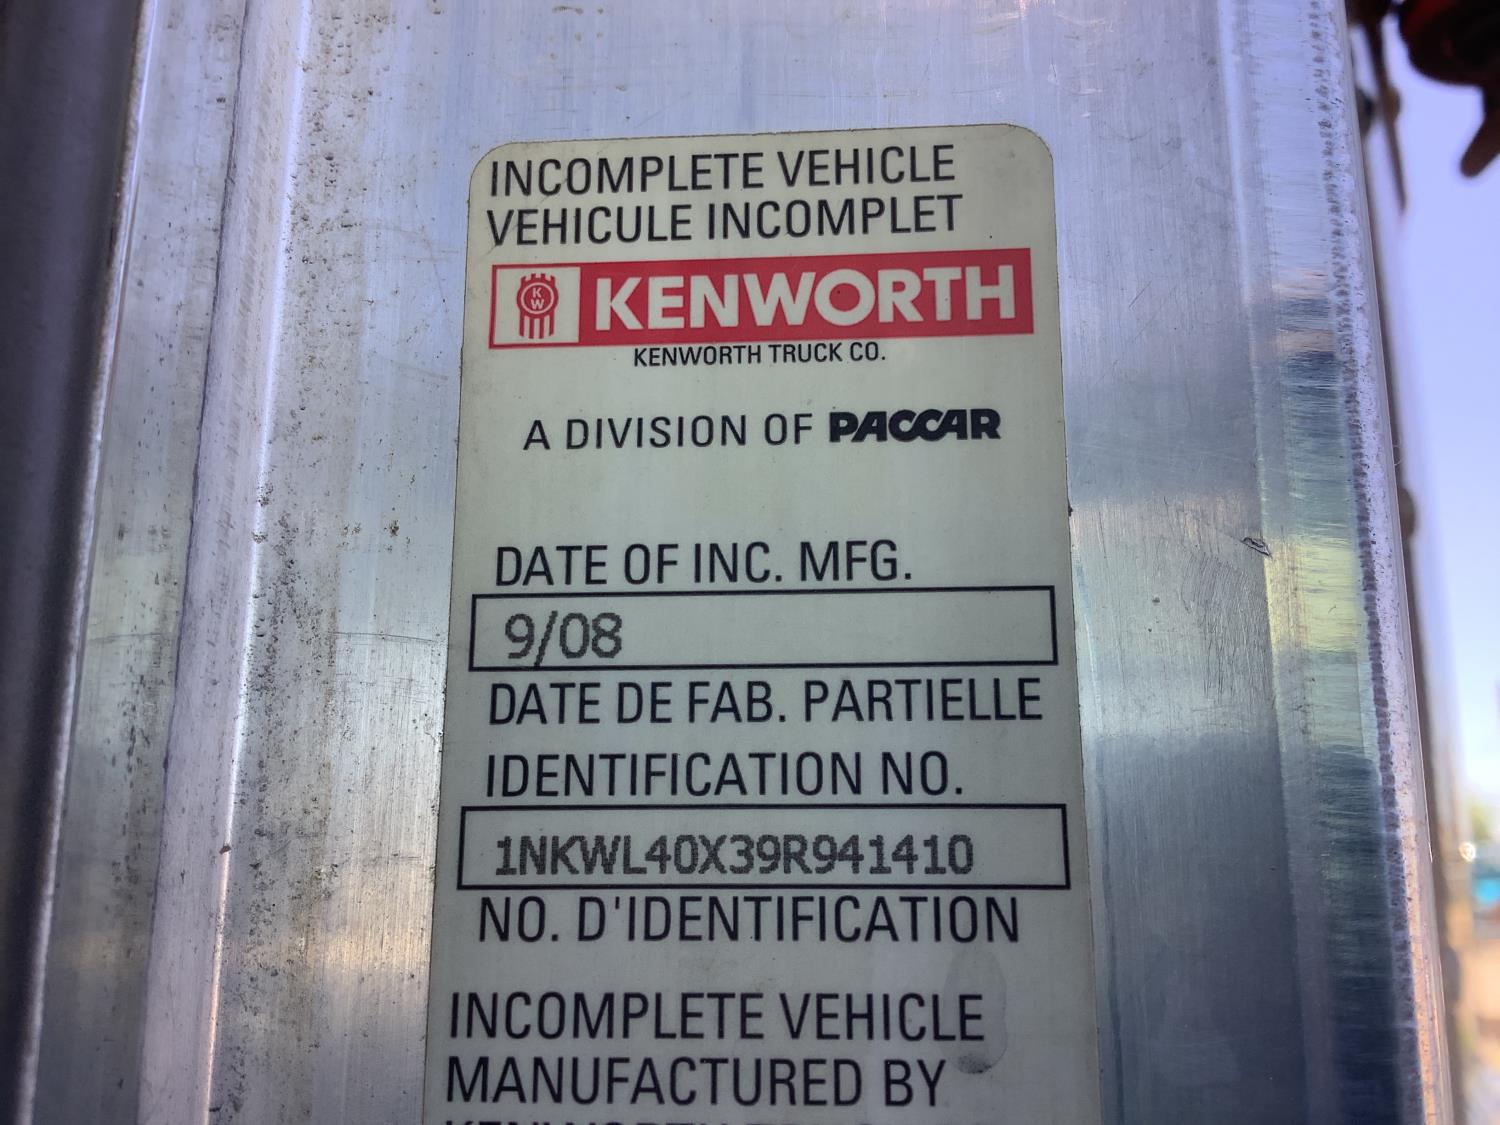 INCOMPLETE VEHICLE
VEHICULE INCOMPLET
KW KENWORTH
KENWORTH TRUCK CO.
A DIVISION OF PACCAR
DATE OF INC. MFG.
9/08
DATE DE FAB. PARTIELLE
IDENTIFICATION NO.
1NKWL40X39R941410
NO. D'IDENTIFICATION
INCOMPLETE VEHICLE
MANUFACTURED BY